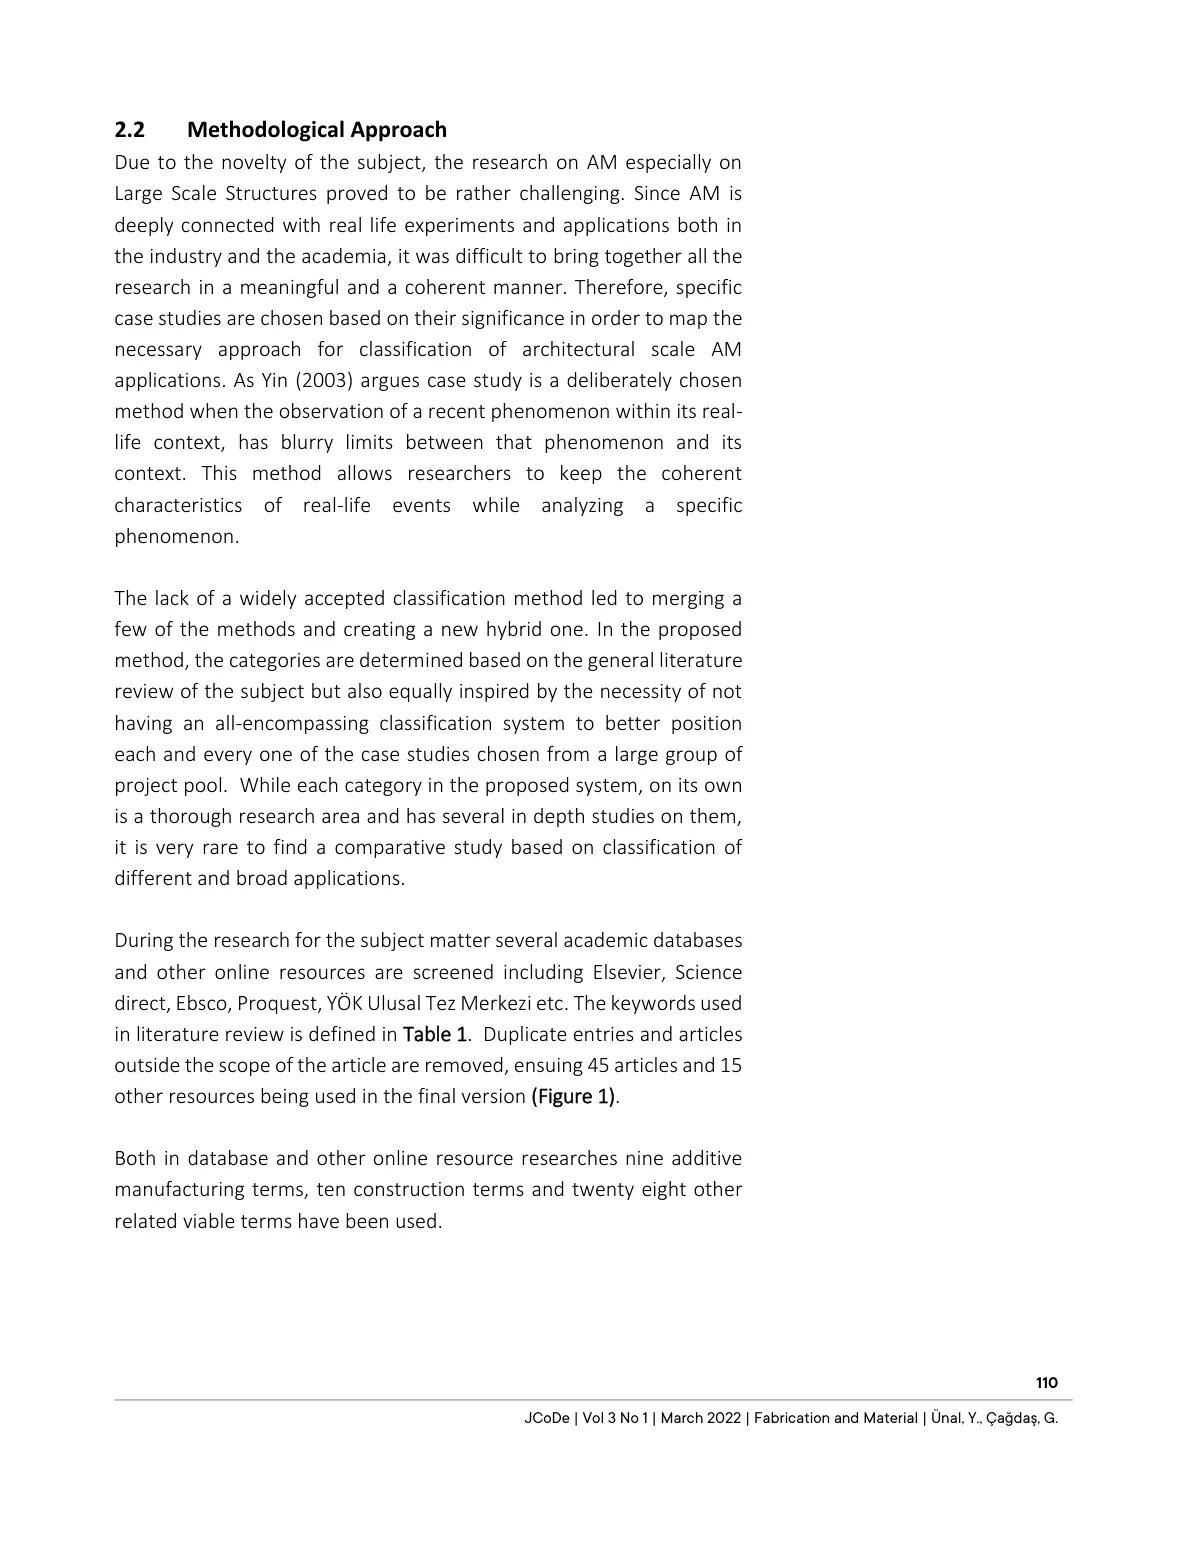 2.2 Methodological Approach
Due to the novelty of the subject, the research on AM especially on
Large Scale Structures proved to be rather challenging. Since AM is
deeply connected with real life experiments and applications both in
the industry and the academia, it was difficult to bring together all the
research in a meaningful and a coherent manner. Therefore, specific
case studies are chosen based on their significance in order to map the
necessary approach for classification of architectural scale AM
applications. As Yin (2003) argues case study is a deliberately chosen
method when the observation of a recent phenomenon within its real-
life context, has blurry limits between that phenomenon and its
context. This method allows researchers to keep the coherent
characteristics of real-life events while analyzing a specific
phenomenon.
The lack of a widely accepted classification method led to merging a
few of the methods and creating a new hybrid one. In the proposed
method, the categories are determined based on the general literature
review of the subject but also equally inspired by the necessity of not
having an all-encompassing classification system to better position
each and every one of the case studies chosen from a large group of
project pool.  While each category in the proposed system, on its own
is a thorough research area and has several in depth studies on them,
it is very rare to find a comparative study based on classification of
different and broad applications.
During the research for the subject matter several academic databases
and other online resources are screened including Elsevier, Science
direct, Ebsco, Proquest, YÖK Ulusal Tez Merkezi etc. The keywords used
in literature review is defined in Table 1.  Duplicate entries and articles
outside the scope of the article are removed, ensuing 45 articles and 15
other resources being used in the final version (Figure 1).
Both in database and other online resource researches nine additive
manufacturing terms, ten construction terms and twenty eight other
related viable terms have been used.
110
JCoDe | Vol 3 No 1 | March 2022 | Fabrication and Material | Ünal, Y., Çağdaş, G.